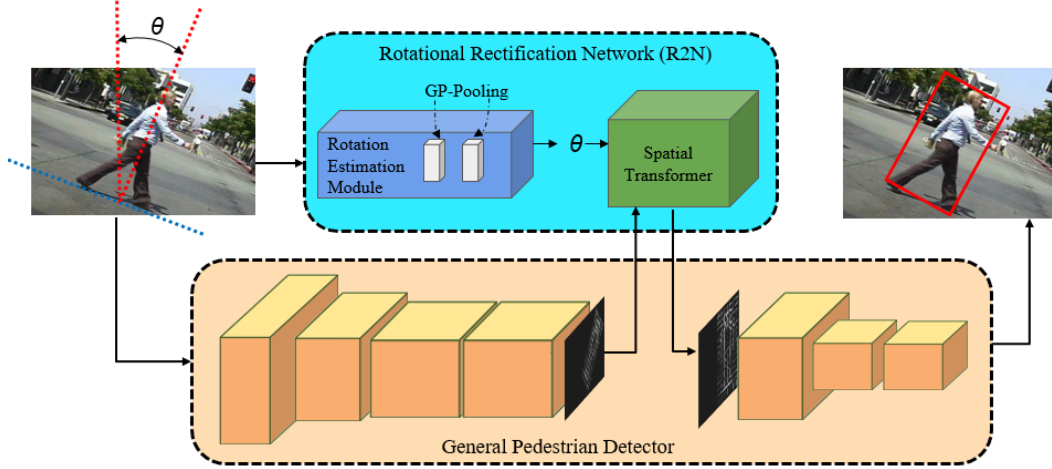 θ
Rotational Rectification Network (R2N)
GP-Pooling
Rotation
Estimation
Module
θ
Spatial
Transformer
General Pedestrian Detector